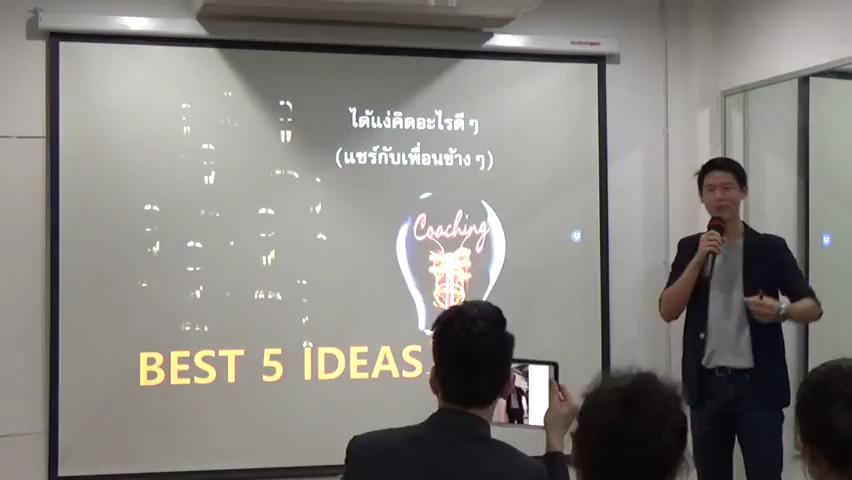 ได้แง่คิดอะไรดี ๆ
(แชร์กับเพื่อนข้าง ๆ)
Coaching
BEST 5 IDEAS